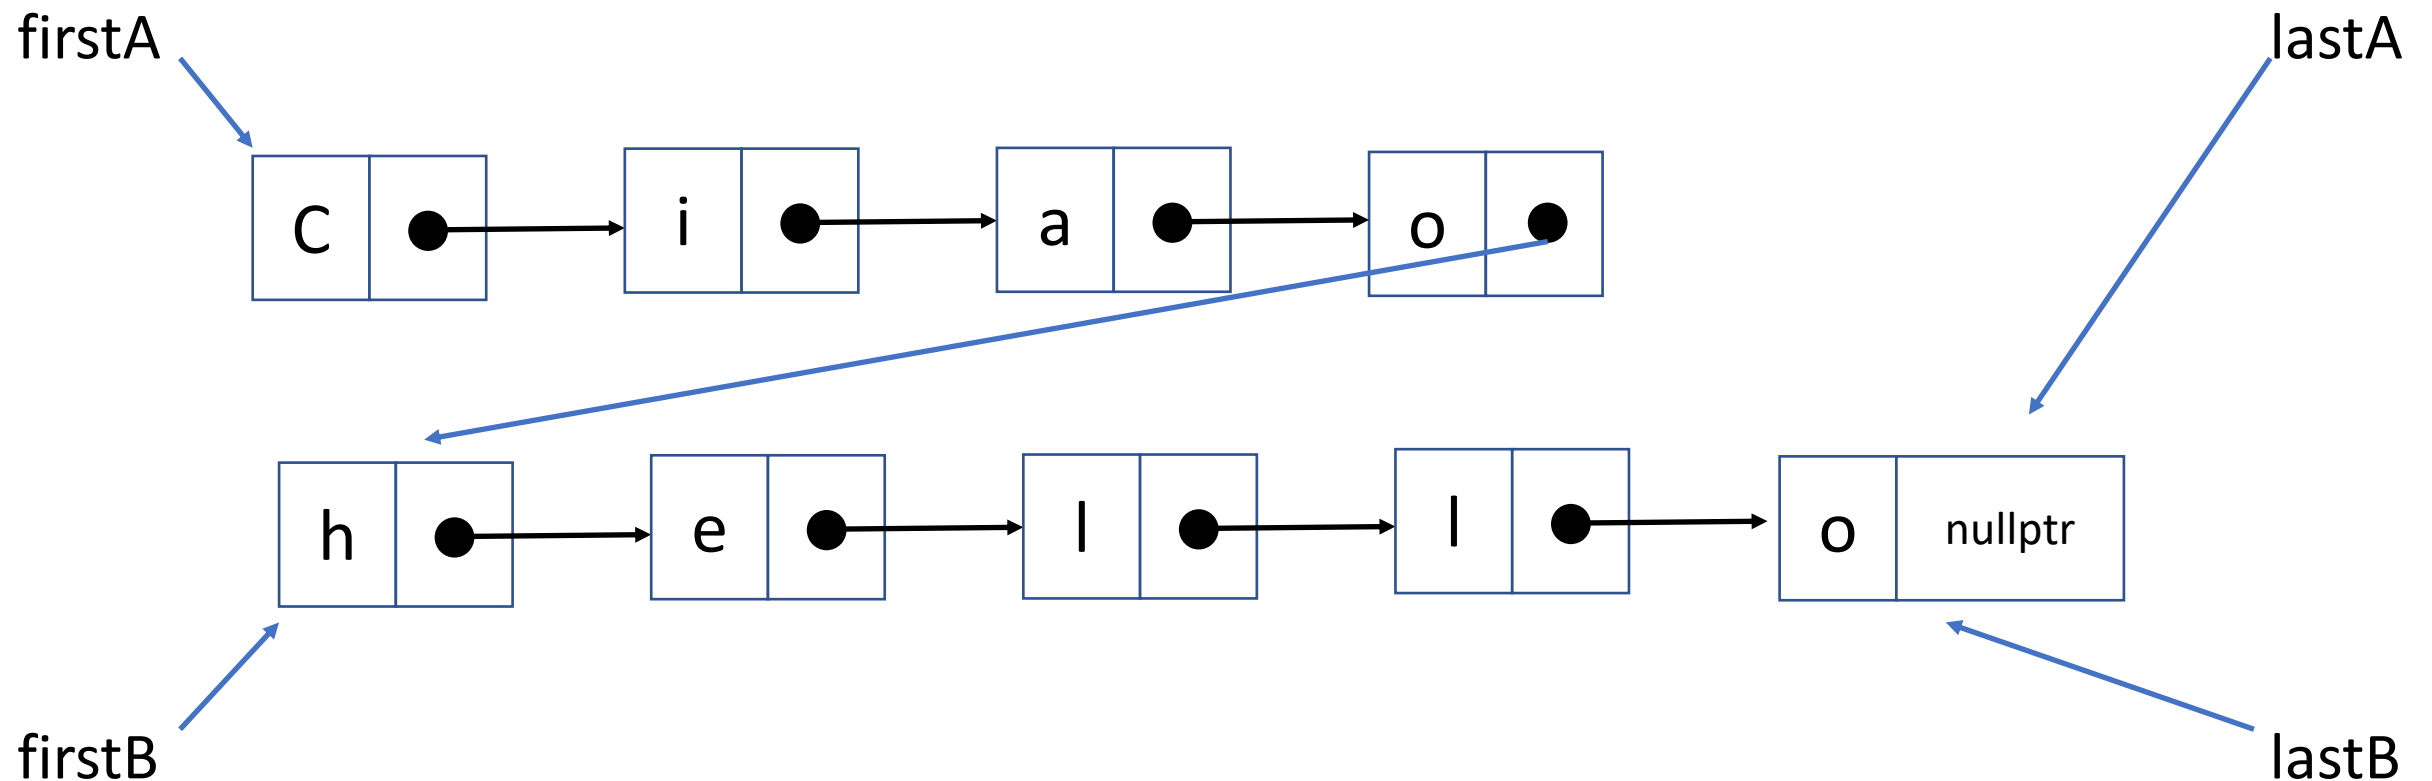 firstA lastA
C i a o
h e l l o nullptr
firstB lastB